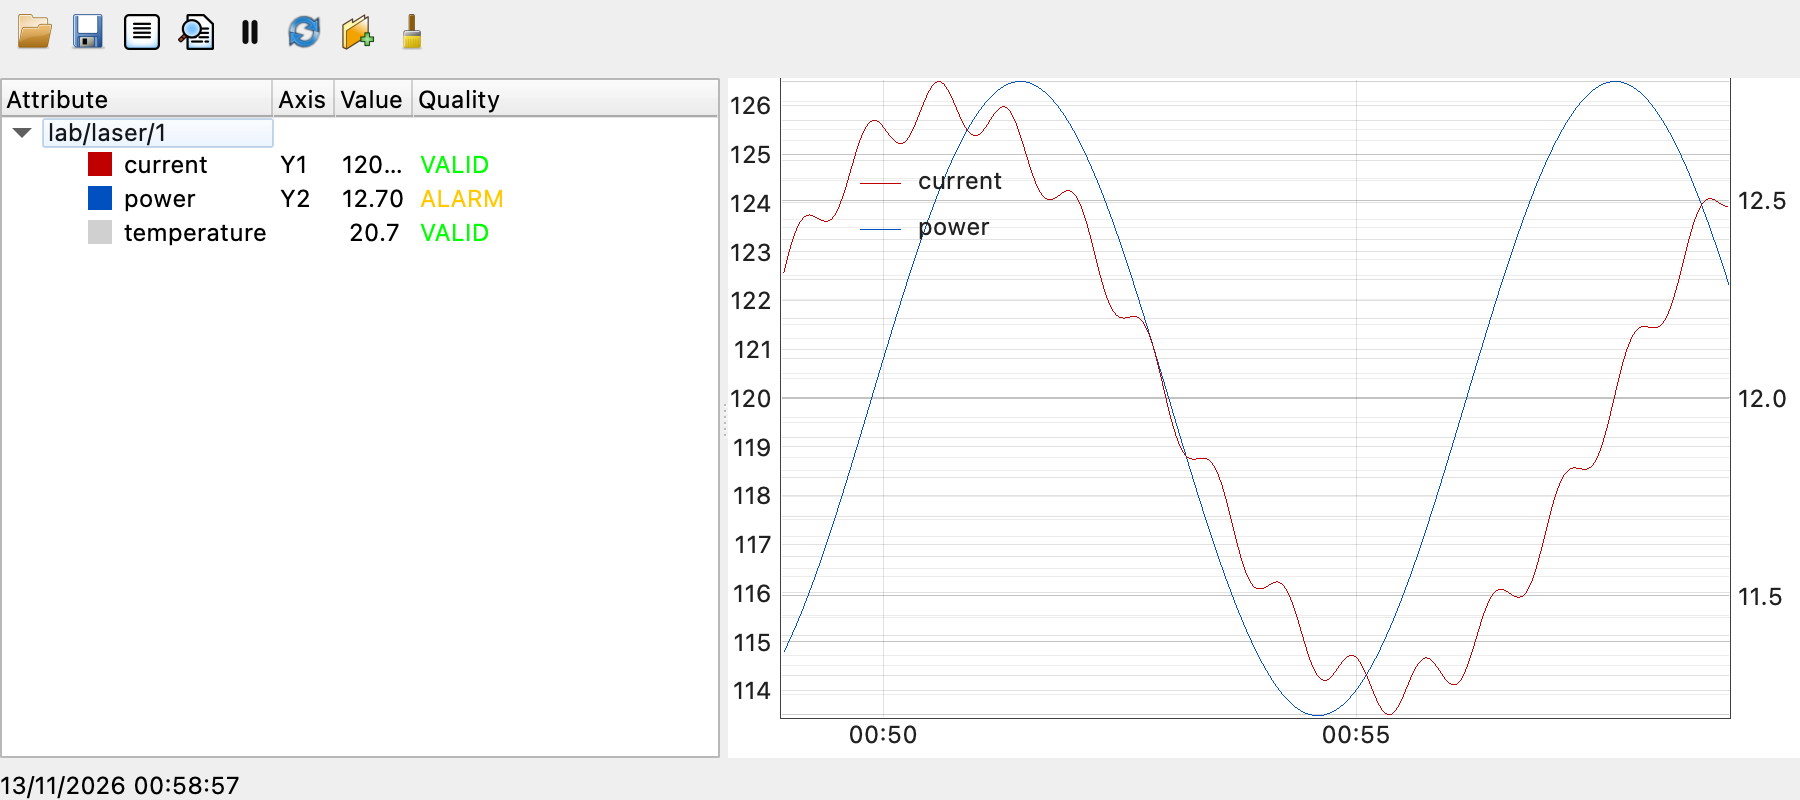 Attribute Axis Value Quality
lab/laser/1
current Y1 120... VALID
power Y2 12.70 ALARM
temperature 20.7 VALID
126
125
124
123
122
121
120
119
118
117
116
115
114
current
power
12.5
12.0
11.5
00:50 00:55
13/11/2026 00:58:57